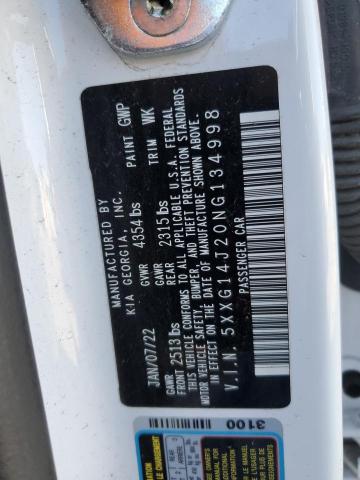 MANUFACTURED BY
KIA GEORGIA, INC.
PAINT GWP
GVWR 4354lbs
TRIM WK
JAN/07/22
GAWR FRONT 2513lbs
GAWR REAR 2315lbs
THIS VEHICLE CONFORMS TO ALL APPLICABLE U.S.A. FEDERAL
MOTOR VEHICLE SAFETY, BUMPER, AND THEFT PREVENTION STANDARDS
IN EFFECT ON THE DATE OF MANUFACTURE SHOWN ABOVE.
V.I.N. 5XXG14J20NG134998
PASSENGER CAR
3100